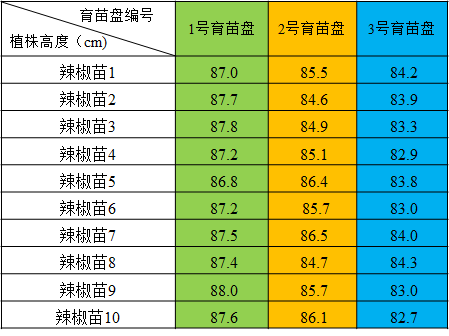 育苗盘编号
植株高度（cm) 1号育苗盘 2号育苗盘 3号育苗盘
辣椒苗1 87.0 85.5 84.2
辣椒苗2 87.7 84.6 83.9
辣椒苗3 87.8 84.9 83.3
辣椒苗4 87.2 85.1 82.9
辣椒苗5 86.8 86.4 83.8
辣椒苗6 87.2 85.7 83.0
辣椒苗7 87.5 86.5 84.0
辣椒苗8 87.4 84.7 84.3
辣椒苗9 88.0 85.7 83.0
辣椒苗10 87.6 86.1 82.7